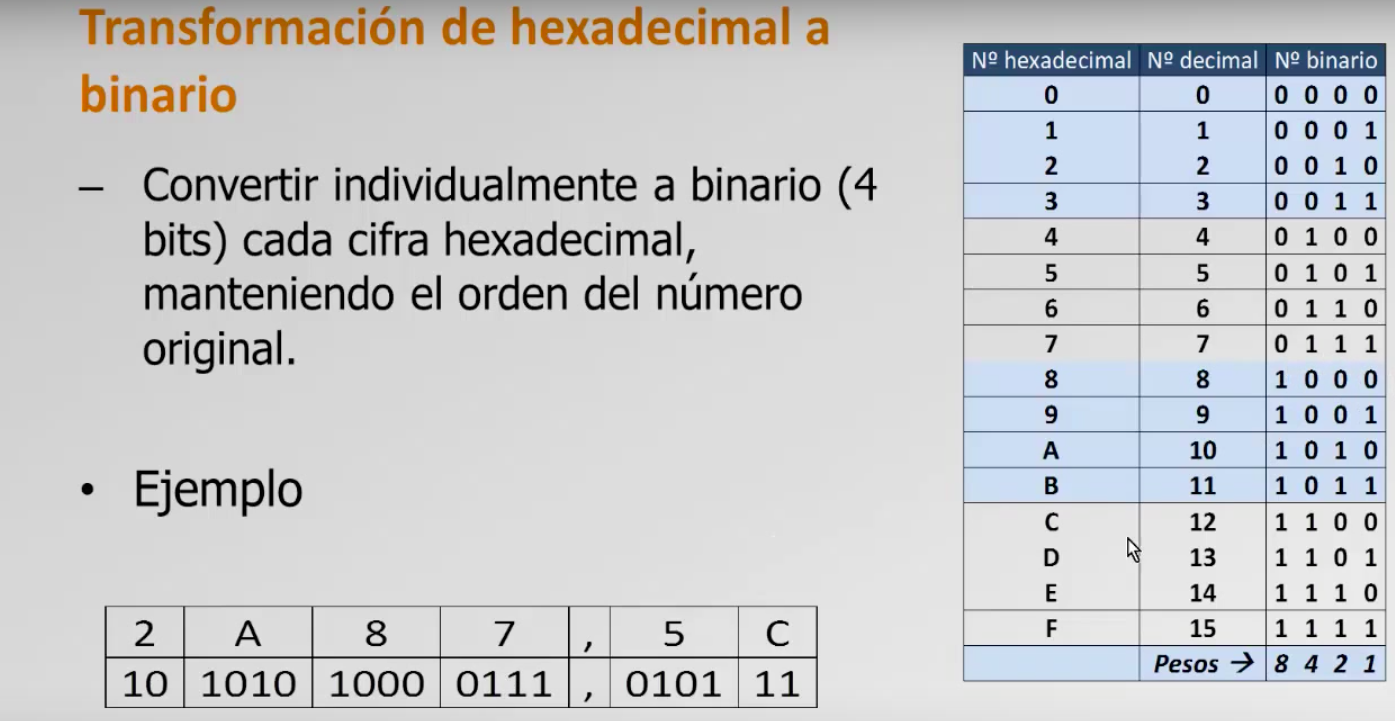 Transformación de hexadecimal a
binario
– Convertir individualmente a binario (4
bits) cada cifra hexadecimal,
manteniendo el orden del número
original.
• Ejemplo
2 A 8 7 , 5 C
10 1010 1000 0111 , 0101 11
Nº hexadecimal Nº decimal Nº binario
0 0 0 0 0 0
1 1 0 0 0 1
2 2 0 0 1 0
3 3 0 0 1 1
4 4 0 1 0 0
5 5 0 1 0 1
6 6 0 1 1 0
7 7 0 1 1 1
8 8 1 0 0 0
9 9 1 0 0 1
A 10 1 0 1 0
B 11 1 0 1 1
C 12 1 1 0 0
D 13 1 1 0 1
E 14 1 1 1 0
F 15 1 1 1 1
Pesos → 8 4 2 1